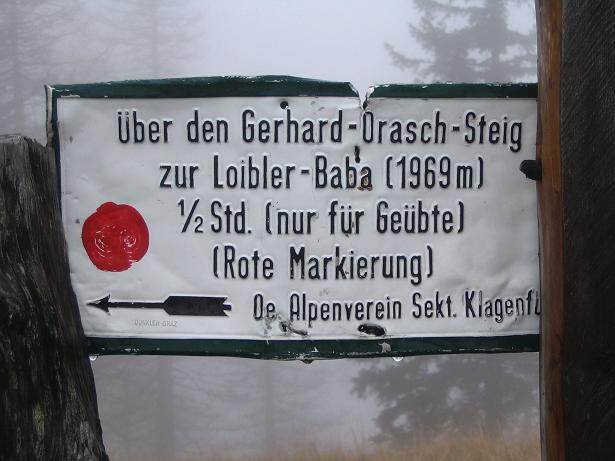 Über den Gerhard-Orasch-Steig
zur Loibler-Baba (1969m)
½ Std. (nur für Geübte)
(Rote Markierung)
Oe. Alpenverein Sekt. Klagenfu